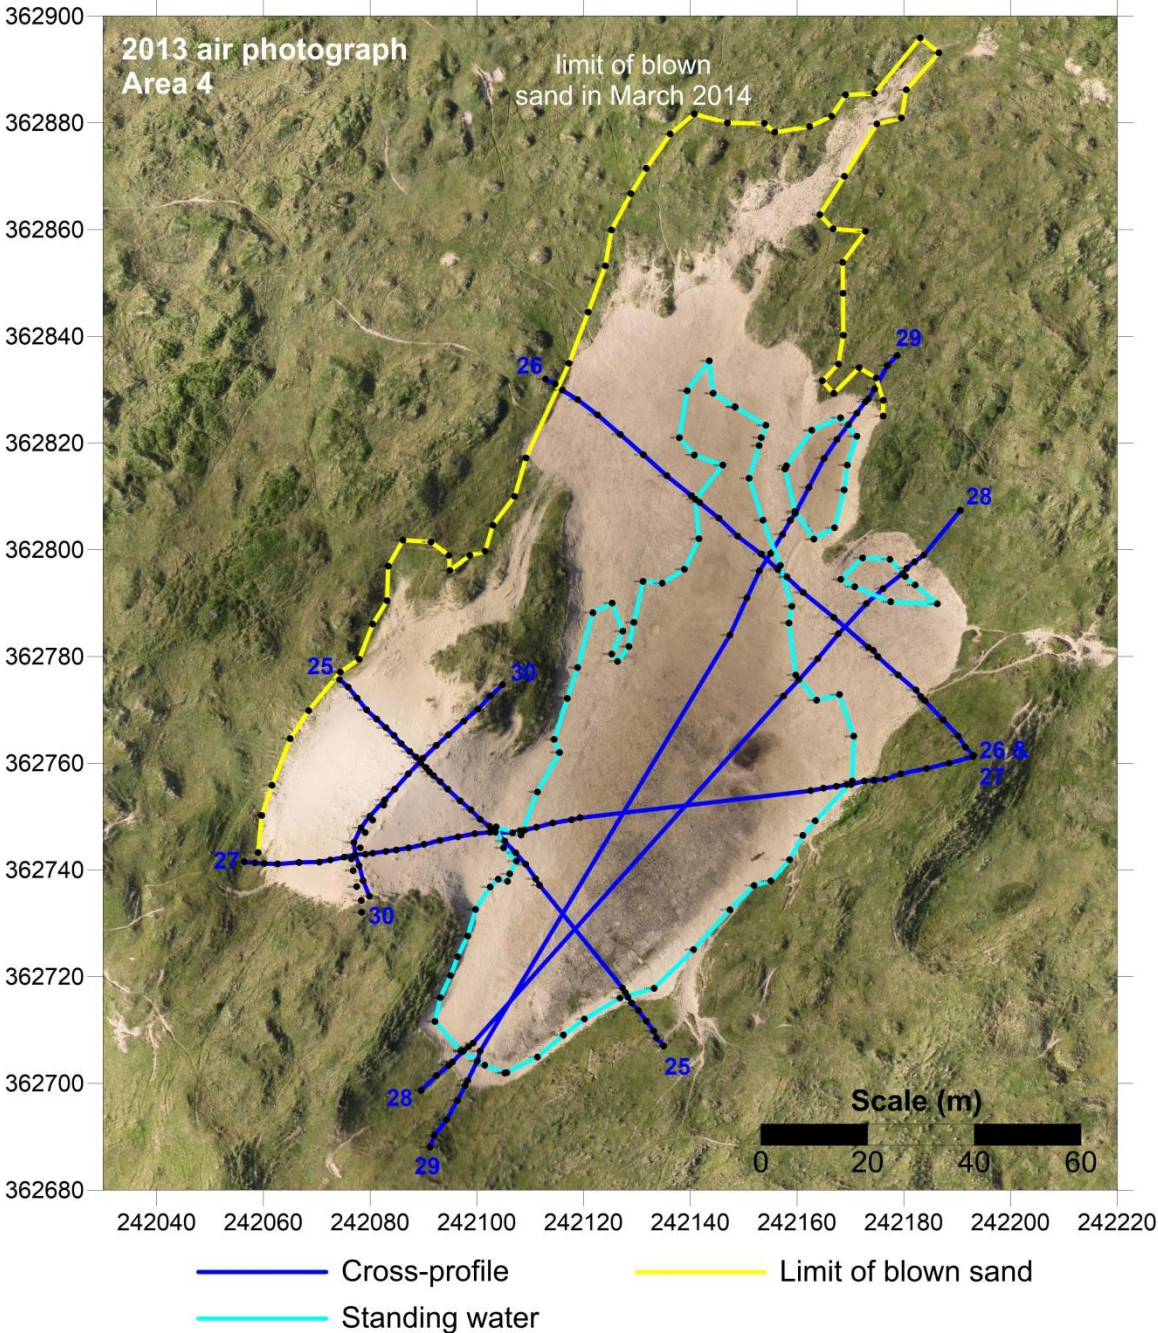 2013 air photograph
Area 4
limit of blown
sand in March 2014
362900
362880
362860
362840
362820
362800
362780
362760
362740
362720
362700
362680
29
26
28
25
30
26 &
27
27
30
25
28
29
Scale (m)
0 20 40 60
242040 242060 242080 242100 242120 242140 242160 242180 242200 242220
Cross-profile
Limit of blown sand
Standing water